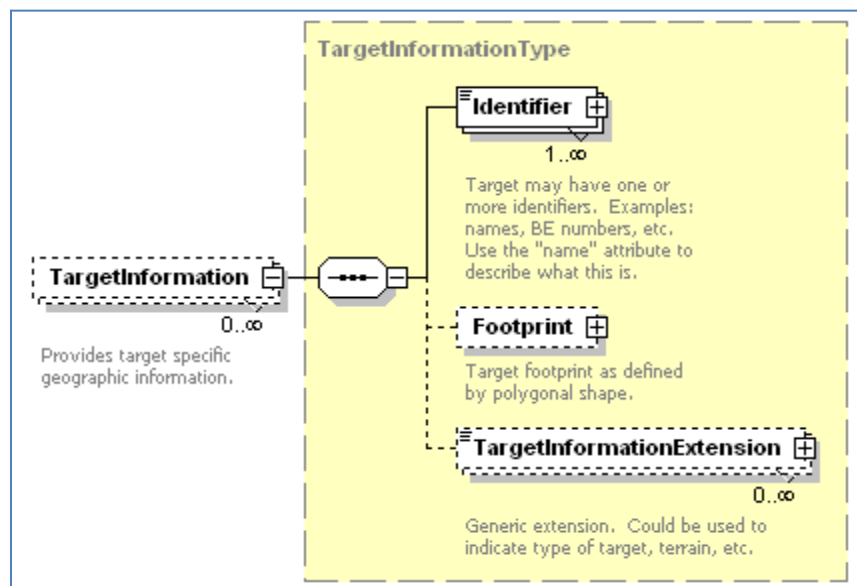 TargetInformationType
Identifier
1..∞
Target may have one or
more identifiers.  Examples:
names, BE numbers, etc.
Use the "name" attribute to
describe what this is.
TargetInformation
0..∞
Provides target specific
geographic information.
Footprint
Target footprint as defined
by polygonal shape.
TargetInformationExtension
0..∞
Generic extension.  Could be used to
indicate type of target, terrain, etc.